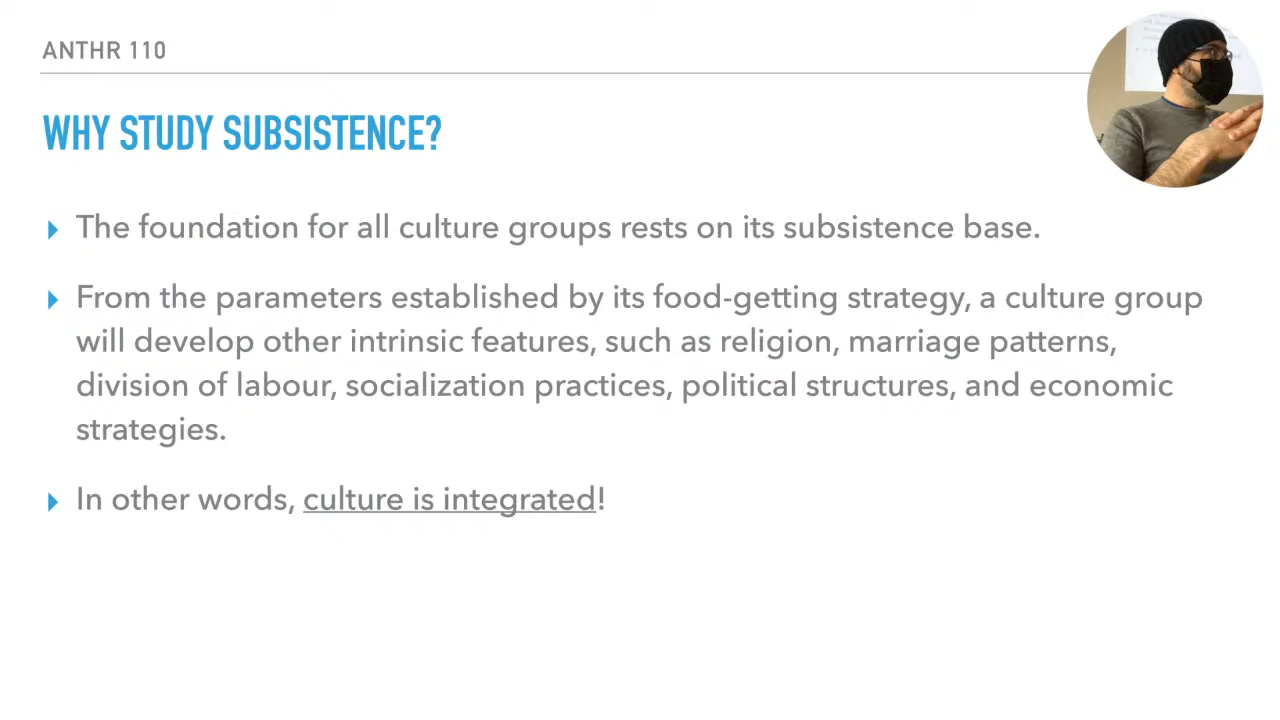 ANTHR 110
WHY STUDY SUBSISTENCE?
The foundation for all culture groups rests on its subsistence base.
From the parameters established by its food-getting strategy, a culture group
will develop other intrinsic features, such as religion, marriage patterns,
division of labour, socialization practices, political structures, and economic
strategies.
In other words, culture is integrated!